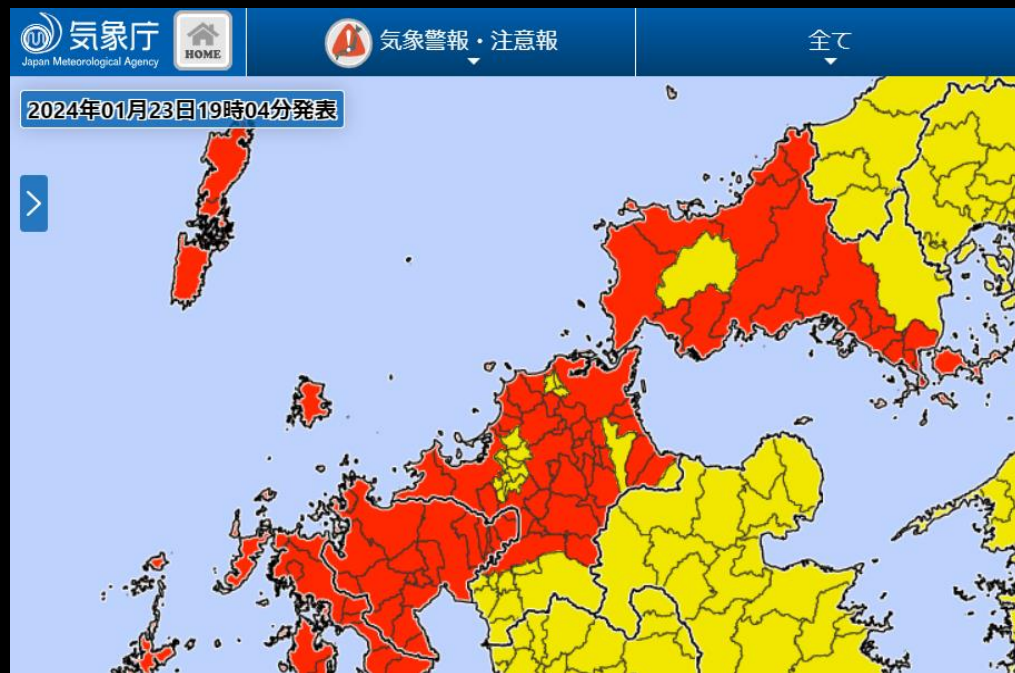 気象庁
Japan Meteorological Agency
HOME
気象警報・注意報
全て
2024年01月23日19時04分発表